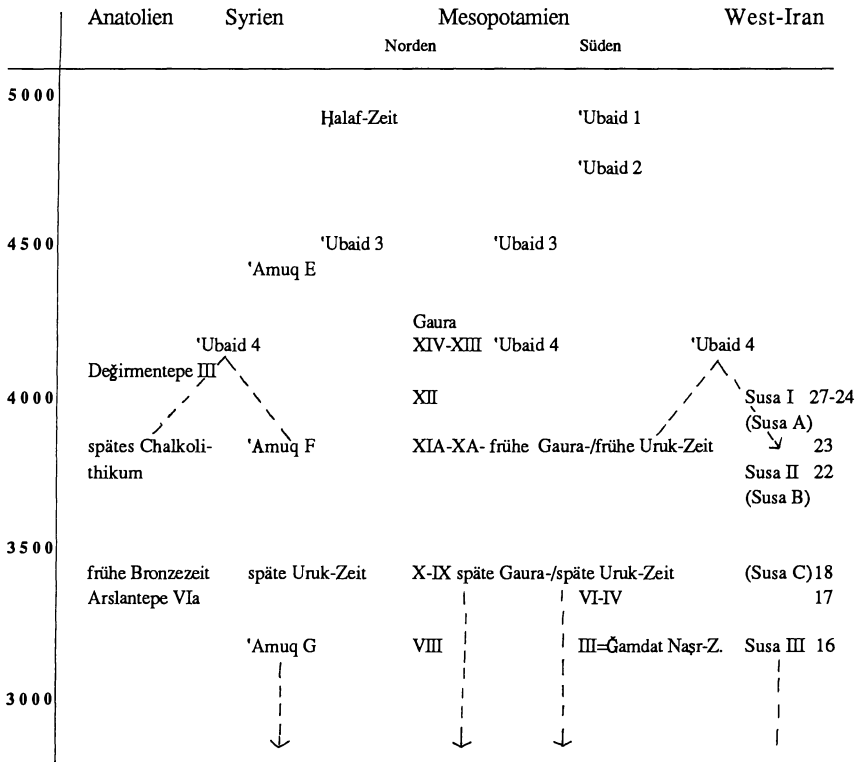 Anatolien Syrien Mesopotamien West-Iran
Norden Süden
5000
Ḥalaf-Zeit ʿUbaid 1
ʿUbaid 2
4500 ʿUbaid 3 ʿUbaid 3
ʿAmuq E
Gaura
ʿUbaid 4 XIV-XIII ʿUbaid 4 ʿUbaid 4
Değirmentepe III
4000 XII Susa I 27-24
(Susa A)
spätes Chalkoli- ʿAmuq F XIA-XA- frühe Gaura-/frühe Uruk-Zeit 23
thikum Susa II 22
(Susa B)
3500
frühe Bronzezeit späte Uruk-Zeit X-IX späte Gaura-/späte Uruk-Zeit (Susa C) 18
Arslantepe VIa VI-IV 17
ʿAmuq G VIII III=Ǧamdat Naṣr-Z. Susa III 16
3000